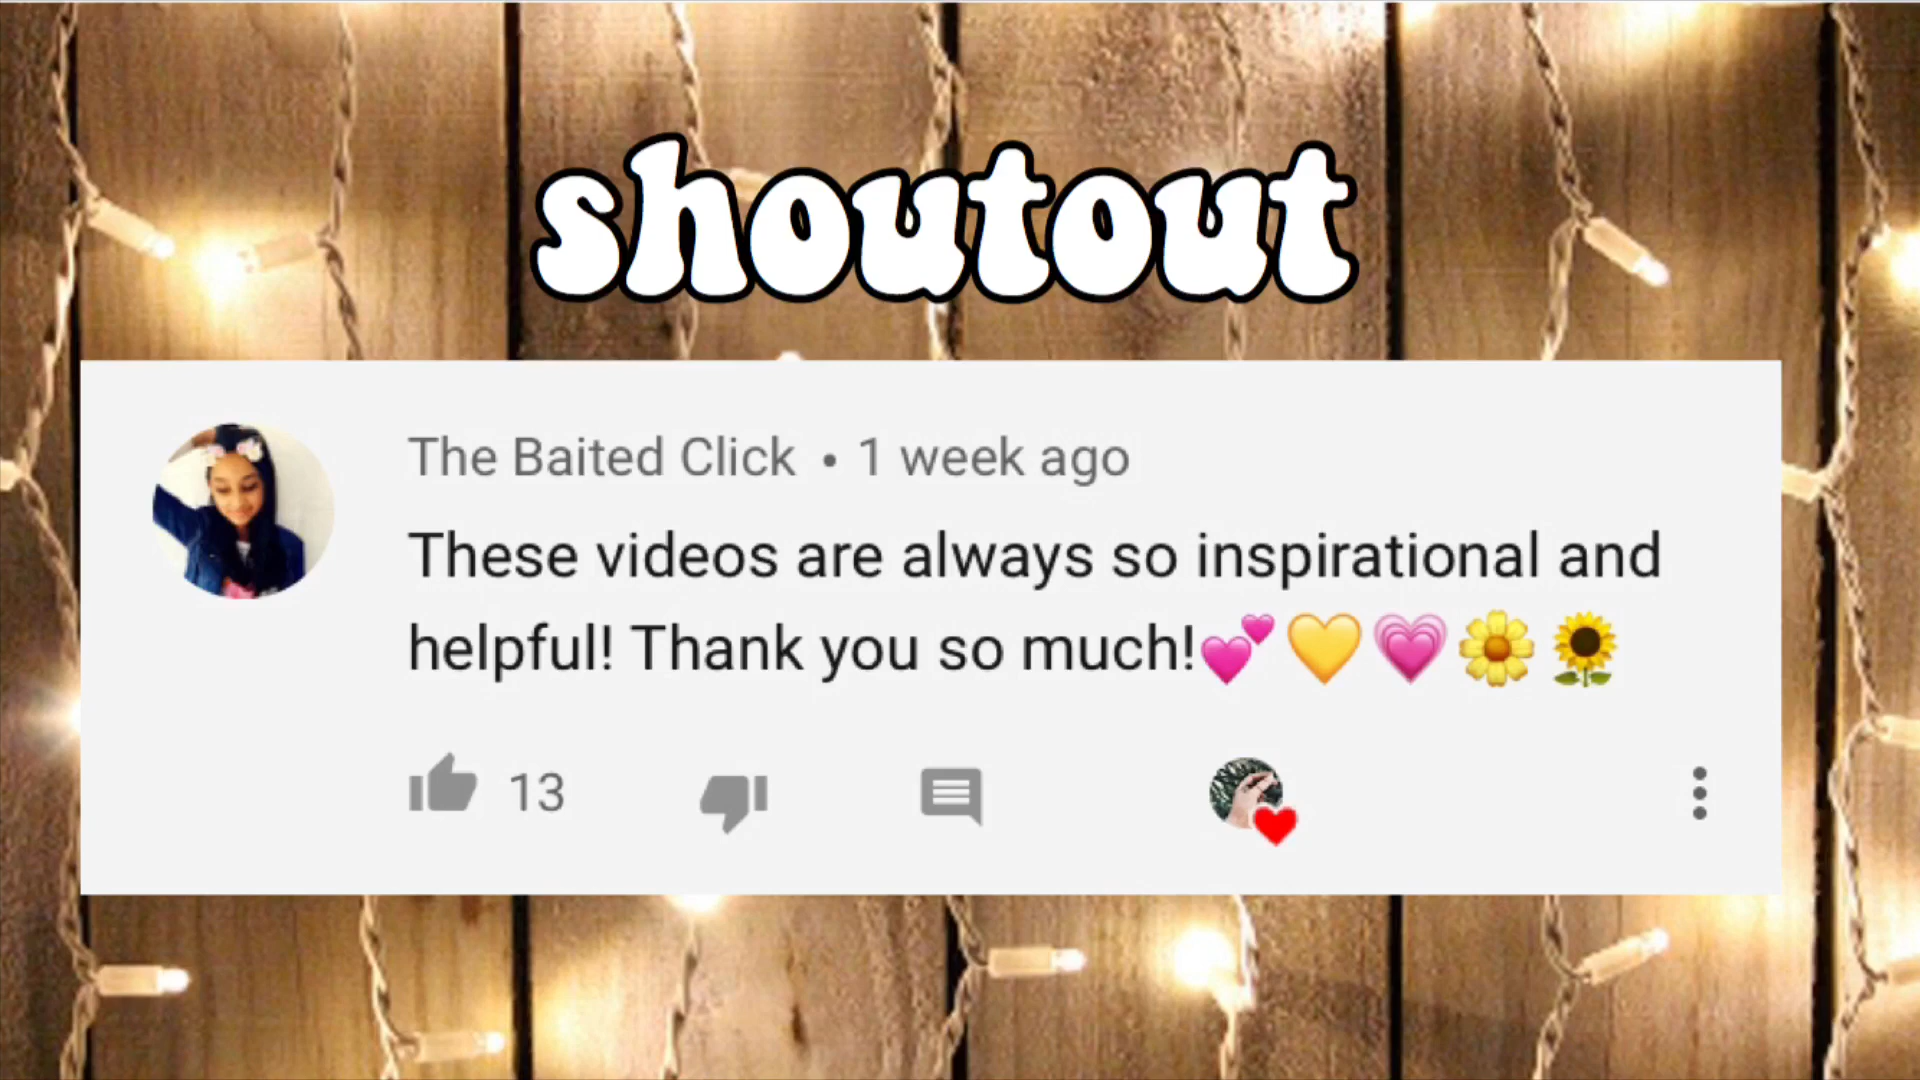 shoutout
The Baited Click • 1 week ago
These videos are always so inspirational and
helpful! Thank you so much!💕💛💗🌼🌻
13